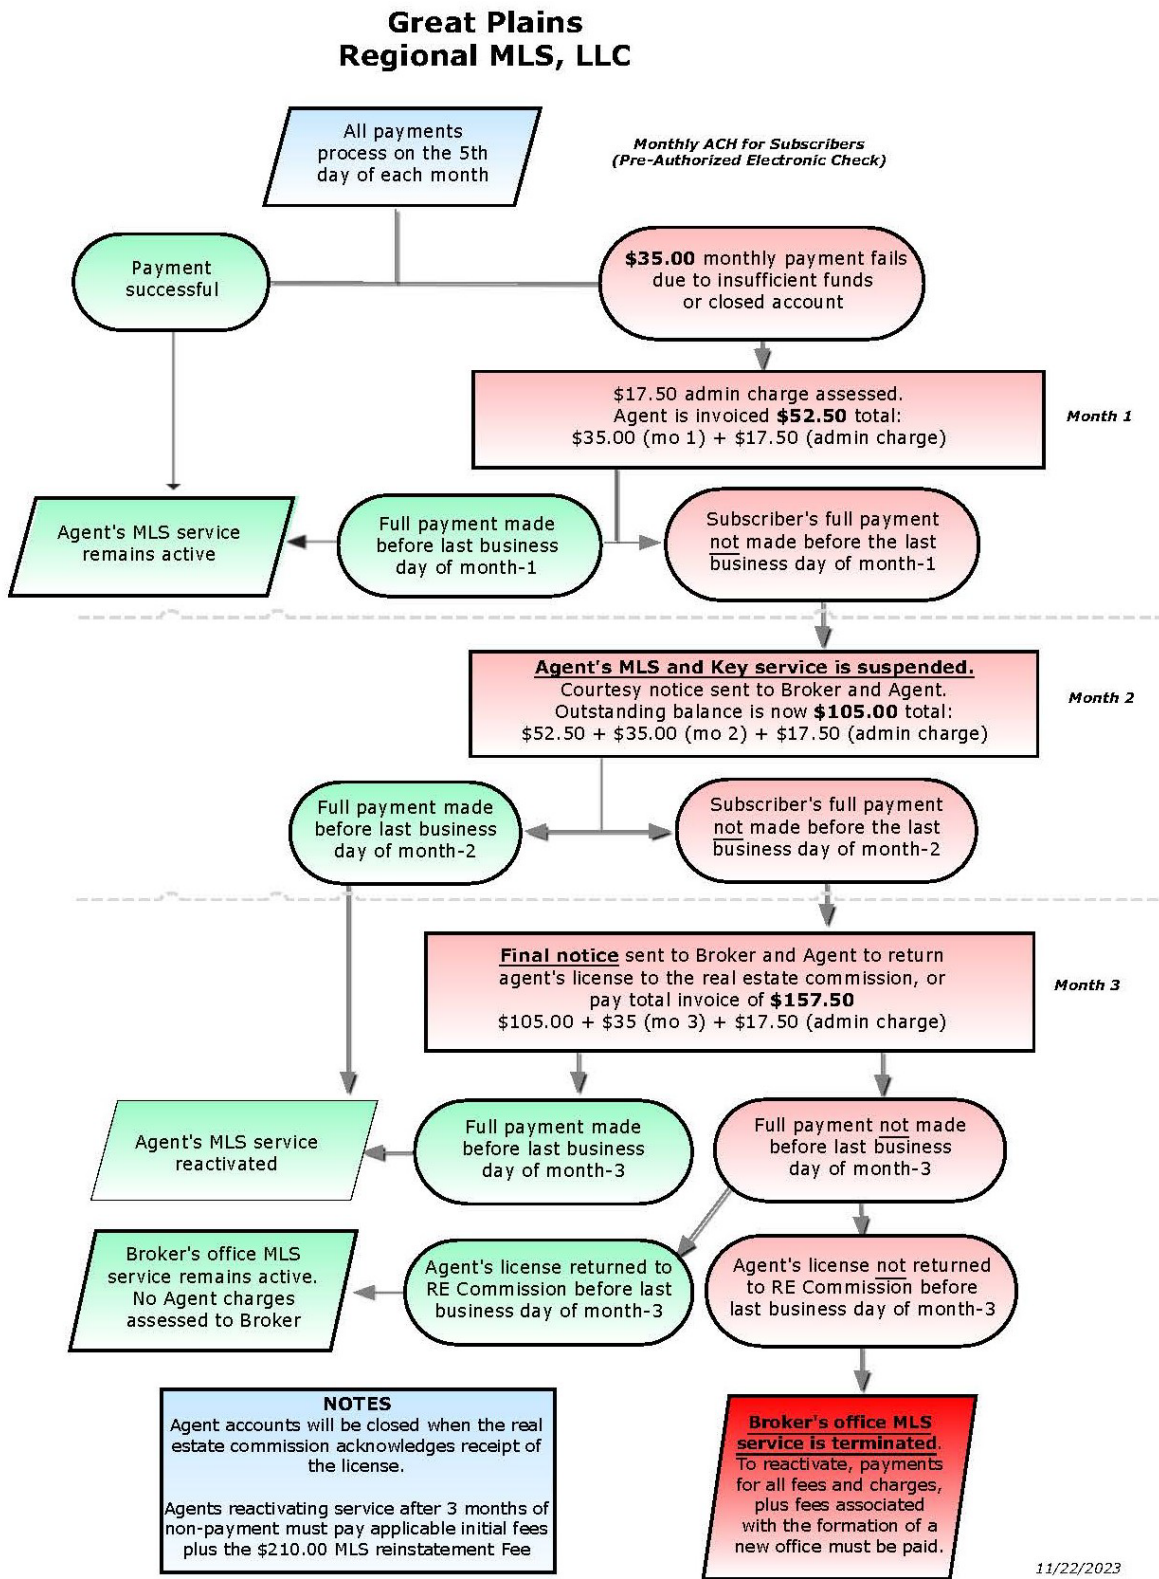 Great Plains
Regional MLS, LLC
All payments
process on the 5th
day of each month
Monthly ACH for Subscribers
(Pre-Authorized Electronic Check)
Payment
successful
$35.00 monthly payment fails
due to insufficient funds
or closed account
$17.50 admin charge assessed.
Agent is invoiced $52.50 total:
$35.00 (mo 1) + $17.50 (admin charge)
Month 1
Agent's MLS service
remains active
Full payment made
before last business
day of month-1
Subscriber's full payment
not made before the last
business day of month-1
Agent's MLS and Key service is suspended.
Courtesy notice sent to Broker and Agent.
Outstanding balance is now $105.00 total:
$52.50 + $35.00 (mo 2) + $17.50 (admin charge)
Month 2
Full payment made
before last business
day of month-2
Subscriber's full payment
not made before the last
business day of month-2
Final notice sent to Broker and Agent to return
agent's license to the real estate commission, or
pay total invoice of $157.50
$105.00 + $35 (mo 3) + $17.50 (admin charge)
Month 3
Agent's MLS service
reactivated
Full payment made
before last business
day of month-3
Full payment not made
before last business
day of month-3
Broker's office MLS
service remains active.
No Agent charges
assessed to Broker
Agent's license returned to
RE Commission before last
business day of month-3
Agent's license not returned
to RE Commission before
last business day of month-3
NOTES
Agent accounts will be closed when the real
estate commission acknowledges receipt of
the license.
Agents reactivating service after 3 months of
non-payment must pay applicable initial fees
plus the $210.00 MLS reinstatement Fee
Broker's office MLS
service is terminated.
To reactivate, payments
for all fees and charges,
plus fees associated
with the formation of a
new office must be paid.
11/22/2023